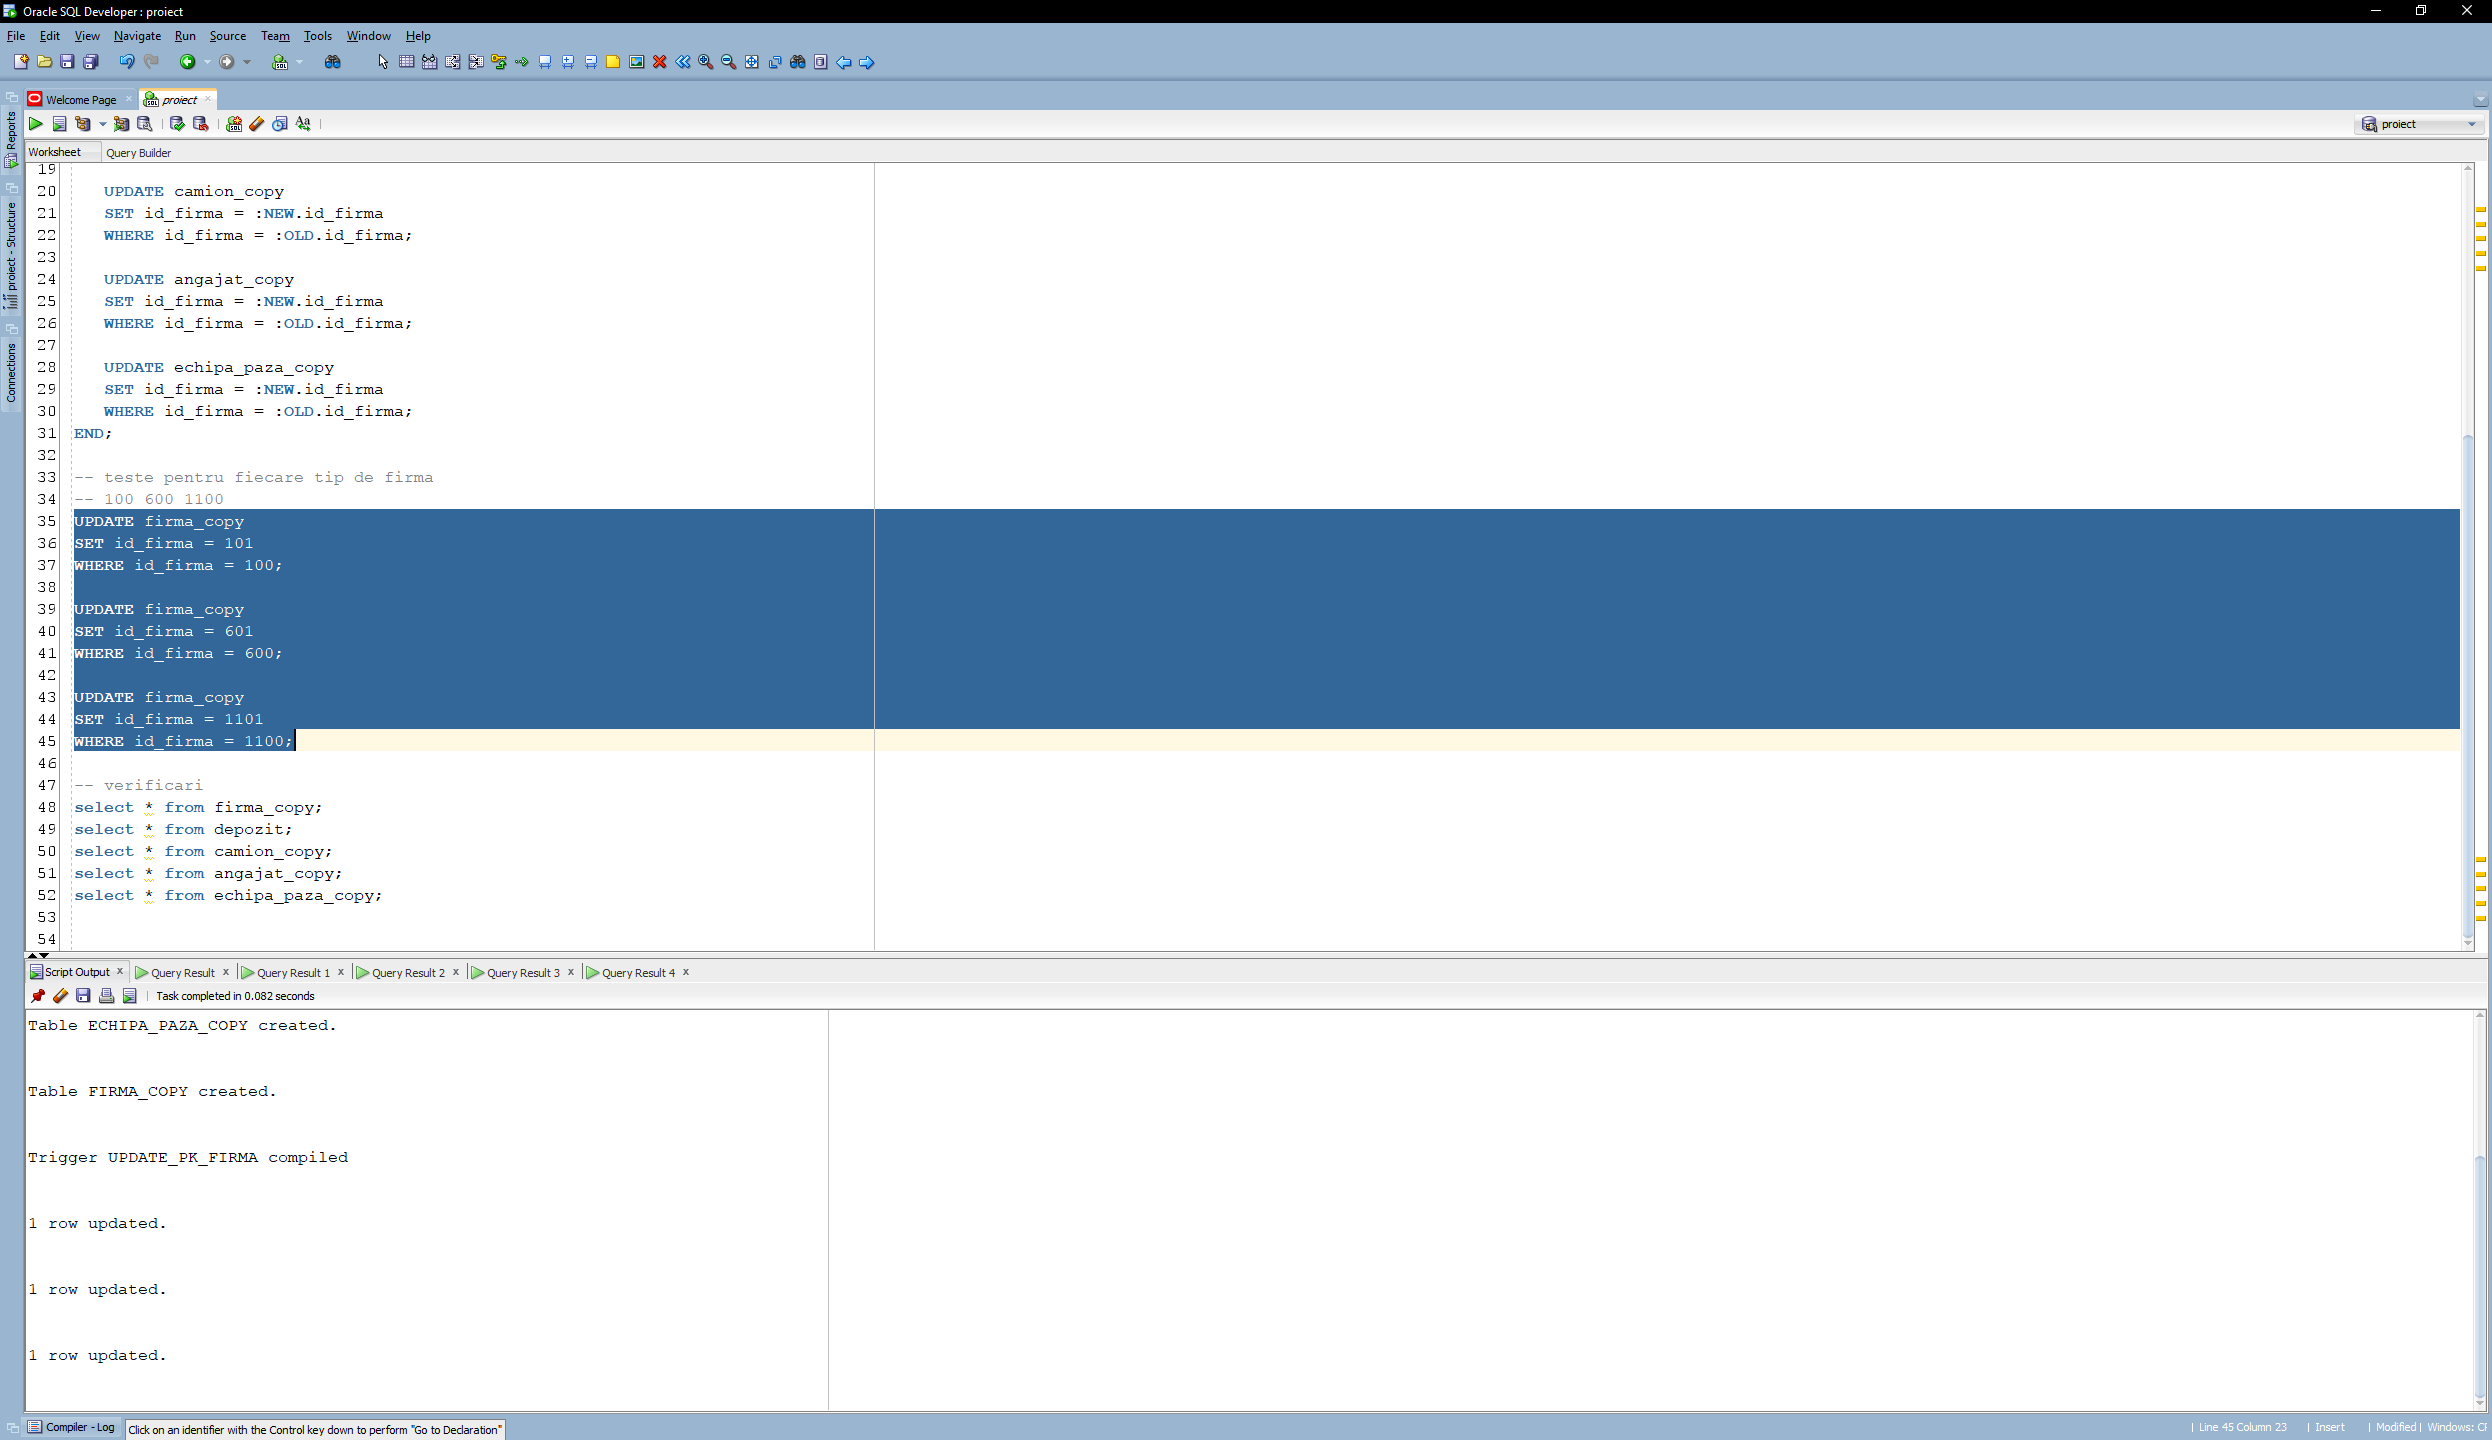 Oracle SQL Developer : proiect
File Edit View Navigate Run Source Team Tools Window Help
Welcome Page
proiect
proiect
Worksheet Query Builder
Reports
proiect - Structure
Connections
19
20 UPDATE camion_copy
21 SET id_firma = :NEW.id_firma
22 WHERE id_firma = :OLD.id_firma;
23
24 UPDATE angajat_copy
25 SET id_firma = :NEW.id_firma
26 WHERE id_firma = :OLD.id_firma;
27
28 UPDATE echipa_paza_copy
29 SET id_firma = :NEW.id_firma
30 WHERE id_firma = :OLD.id_firma;
31 END;
32
33 -- teste pentru fiecare tip de firma
34 -- 100 600 1100
35 UPDATE firma_copy
36 SET id_firma = 101
37 WHERE id_firma = 100;
38
39 UPDATE firma_copy
40 SET id_firma = 601
41 WHERE id_firma = 600;
42
43 UPDATE firma_copy
44 SET id_firma = 1101
45 WHERE id_firma = 1100;
46
47 -- verificari
48 select * from firma_copy;
49 select * from depozit;
50 select * from camion_copy;
51 select * from angajat_copy;
52 select * from echipa_paza_copy;
53
54
Script Output x Query Result x Query Result 1 x Query Result 2 x Query Result 3 x Query Result 4 x
Task completed in 0.082 seconds
Table ECHIPA_PAZA_COPY created.
Table FIRMA_COPY created.
Trigger UPDATE_PK_FIRMA compiled
1 row updated.
1 row updated.
1 row updated.
Compiler - Log Click on an identifier with the Control key down to perform "Go to Declaration" | Line 45 Column 23 | Insert | Modified | Windows: CF